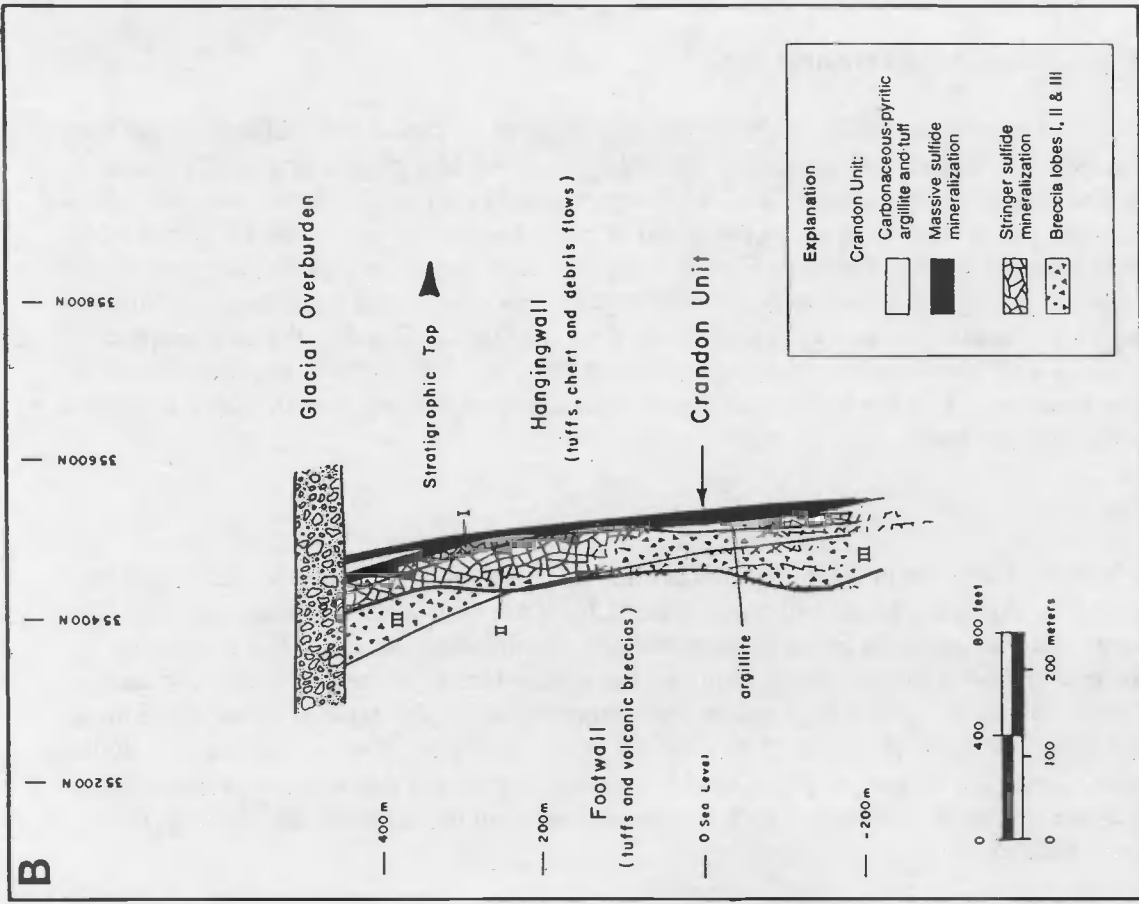 B
35200N
35400N
35600N
35800N
Glacial Overburden
400m
200m
0 Sea Level
-200m
Stratigraphic Top
I
II
III
III
Hangingwall
(tuffs, chert and debris flows)
Footwall
(tuffs and volcanic breccias)
Crandon Unit
argillite
0 400 800 feet
0 100 200 meters
Explanation
Crandon Unit:
Carbonaceous-pyritic
argillite and tuff
Massive sulfide
mineralization
Stringer sulfide
mineralization
Breccia lobes I, II & III